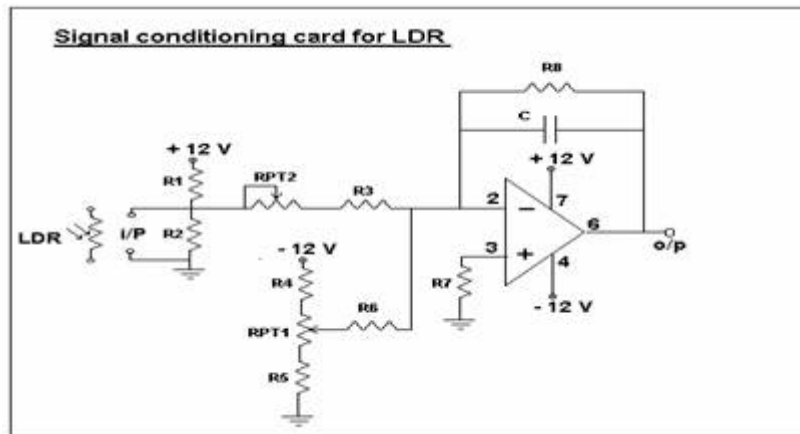 Signal conditioning card for LDR
R8
C
+ 12 V
+ 12 V
R1
RPT2
R3
2
7
LDR
i/P
R2
6
o/p
3
4
- 12 V
R4
R7
- 12 V
R6
RPT1
R5